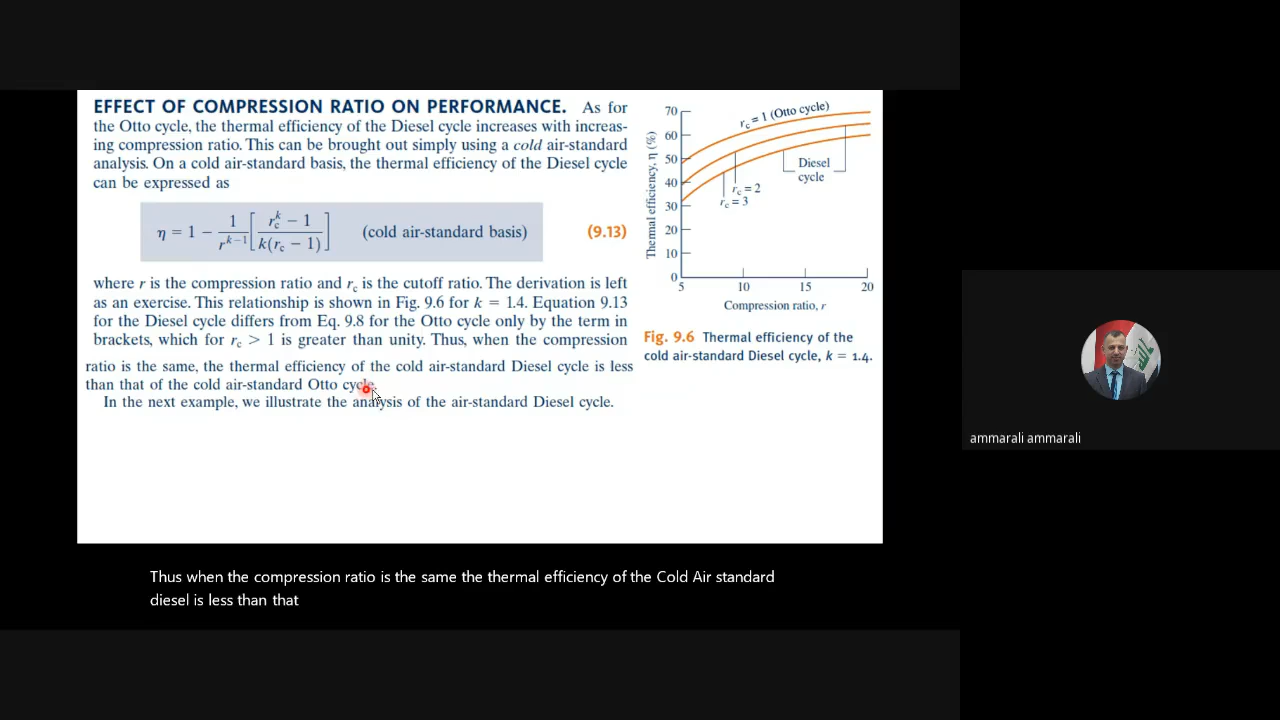 EFFECT OF COMPRESSION RATIO ON PERFORMANCE. As for
the Otto cycle, the thermal efficiency of the Diesel cycle increases with increas-
ing compression ratio. This can be brought out simply using a cold air-standard
analysis. On a cold air-standard basis, the thermal efficiency of the Diesel cycle
can be expressed as
η = 1 − 1/r^(k−1) [ (r_c^k − 1) / (k(r_c − 1)) ] (cold air-standard basis) (9.13)
where r is the compression ratio and r_c is the cutoff ratio. The derivation is left
as an exercise. This relationship is shown in Fig. 9.6 for k = 1.4. Equation 9.13
for the Diesel cycle differs from Eq. 9.8 for the Otto cycle only by the term in
brackets, which for r_c > 1 is greater than unity. Thus, when the compression
ratio is the same, the thermal efficiency of the cold air-standard Diesel cycle is less
than that of the cold air-standard Otto cycle.
In the next example, we illustrate the analysis of the air-standard Diesel cycle.
Thermal efficiency, η (%)
70
60
50
40
30
20
10
0
r_c = 1 (Otto cycle)
Diesel
cycle
r_c = 2
r_c = 3
5 10 15 20
Compression ratio, r
Fig. 9.6 Thermal efficiency of the
cold air-standard Diesel cycle, k = 1.4.
ammarali ammarali
Thus when the compression ratio is the same the thermal efficiency of the Cold Air standard
diesel is less than that